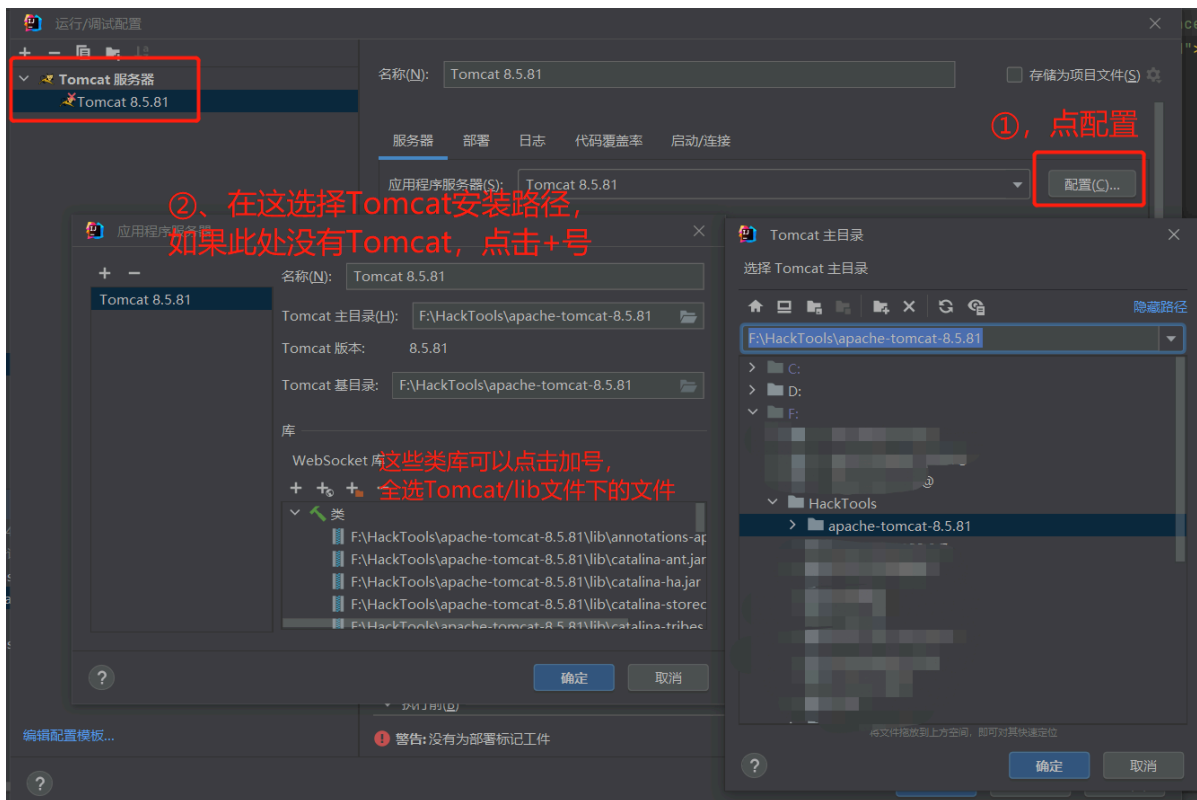 运行/调试配置
Tomcat 服务器
Tomcat 8.5.81
名称(N): Tomcat 8.5.81
存储为项目文件(S)
服务器 部署 日志 代码覆盖率 启动/连接
①，点配置
应用程序服务器(S): Tomcat 8.5.81
配置(C)...
②、在这选择Tomcat安装路径，
如果此处没有Tomcat，点击+号
应用程序服务器
Tomcat 8.5.81
名称(N): Tomcat 8.5.81
Tomcat 主目录(H): F:\HackTools\apache-tomcat-8.5.81
Tomcat 版本: 8.5.81
Tomcat 基目录: F:\HackTools\apache-tomcat-8.5.81
库
WebSocket 库
这些类库可以点击加号，
全选Tomcat/lib文件下的文件
类
F:\HackTools\apache-tomcat-8.5.81\lib\annotations-ap
F:\HackTools\apache-tomcat-8.5.81\lib\catalina-ant.jar
F:\HackTools\apache-tomcat-8.5.81\lib\catalina-ha.jar
F:\HackTools\apache-tomcat-8.5.81\lib\catalina-storec
F:\HackTools\apache-tomcat-8.5.81\lib\catalina-tribes
?
确定 取消
Tomcat 主目录
选择 Tomcat 主目录
隐藏路径
F:\HackTools\apache-tomcat-8.5.81
C:
D:
F:
@
HackTools
apache-tomcat-8.5.81
将文件拖放到上方空间，即可对其快速定位
?
确定 取消
执行前(B)
编辑配置模板...
警告: 没有为部署标记工件
?